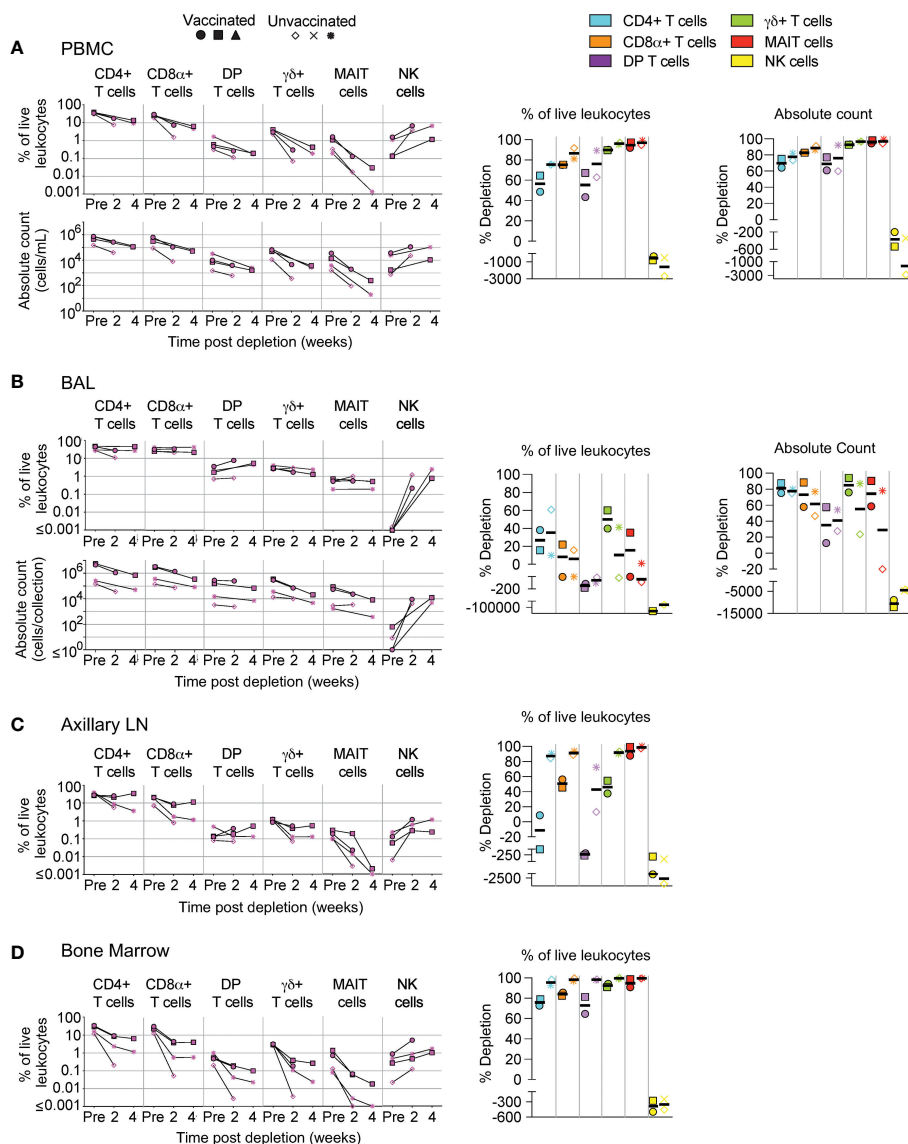 Vaccinated Unvaccinated
CD4+ T cells γδ+ T cells
CD8α+ T cells MAIT cells
DP T cells NK cells
A PBMC
CD4+ CD8α+ DP γδ+ MAIT NK
T cells T cells T cells T cells T cells cells
% of live
leukocytes
100
10
1
0.1
0.01
0.001
Pre 2 4 Pre 2 4 Pre 2 4 Pre 2 4 Pre 2 4 Pre 2 4
Absolute count
(cells/mL)
10^6
10^4
10^2
10^0
Pre 2 4 Pre 2 4 Pre 2 4 Pre 2 4 Pre 2 4 Pre 2 4
Time post depletion (weeks)
% of live leukocytes
% Depletion
100
80
60
40
20
0
-100
-3000
Absolute count
% Depletion
100
80
60
40
20
0
-200
-600
-1000
-3000
B BAL
CD4+ CD8α+ DP γδ+ MAIT NK
T cells T cells T cells T cells cells cells
% of live
leukocytes
100
10
1
0.1
0.01
≤0.001
Pre 2 4 Pre 2 4 Pre 2 4 Pre 2 4 Pre 2 4 Pre 2 4
Absolute count
(cells/collection)
10^6
10^4
10^2
≤10^0
Pre 2 4 Pre 2 4 Pre 2 4 Pre 2 4 Pre 2 4 Pre 2 4
Time post depletion (weeks)
% of live leukocytes
% Depletion
100
80
60
40
20
0
-200
-100000
Absolute Count
% Depletion
100
80
60
40
20
0
-20
-5000
-15000
C Axillary LN
CD4+ CD8α+ DP γδ+ MAIT NK
T cells T cells T cells T cells cells cells
% of live
leukocytes
100
10
1
0.1
0.01
≤0.001
Pre 2 4 Pre 2 4 Pre 2 4 Pre 2 4 Pre 2 4 Pre 2 4
Time post depletion (weeks)
% of live leukocytes
% Depletion
100
80
60
40
20
0
-20
-250
-2500
D Bone Marrow
CD4+ CD8α+ DP γδ+ MAIT NK
T cells T cells T cells T cells cells cells
% of live
leukocytes
100
10
1
0.1
0.01
≤0.001
Pre 2 4 Pre 2 4 Pre 2 4 Pre 2 4 Pre 2 4 Pre 2 4
Time post depletion (weeks)
% of live leukocytes
% Depletion
100
80
60
40
20
0
-300
-600